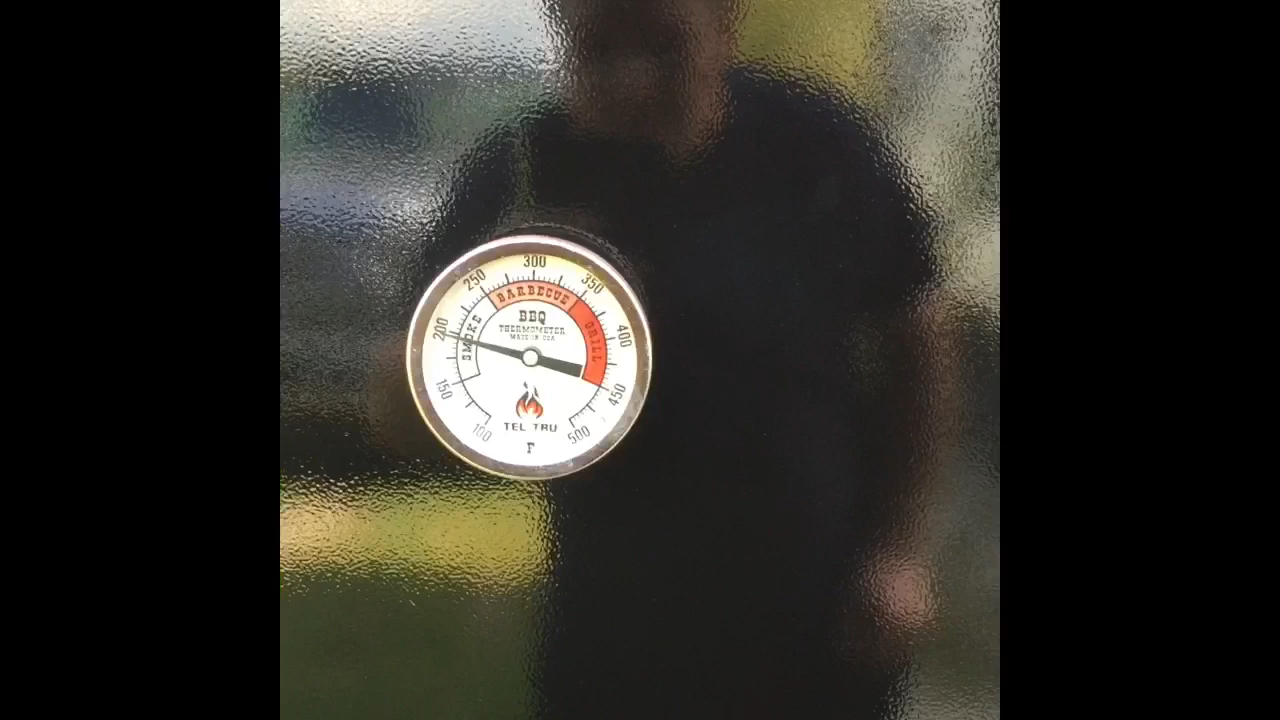 100
150
200
250
300
350
400
450
500
SMOKE
BARBECUE
GRILL
BBQ
THERMOMETER
MADE IN USA
TEL TRU
F